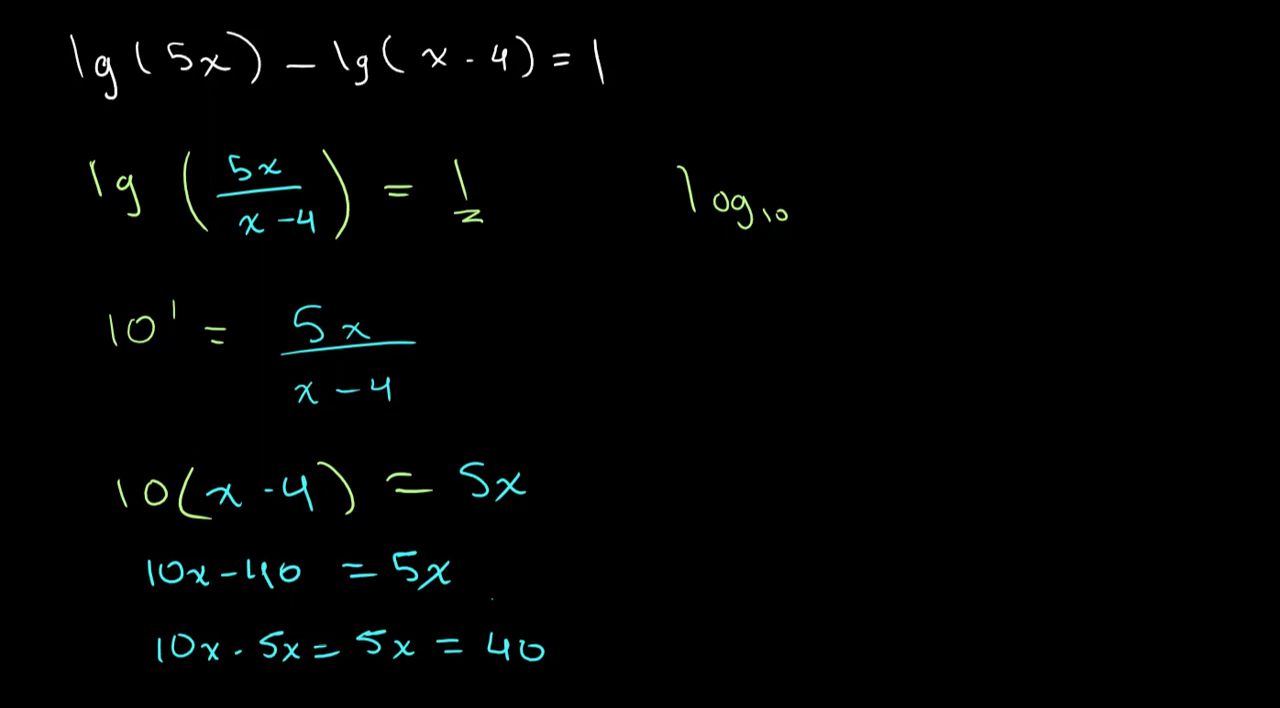 lg(5x) - lg(x-4) = 1
lg(5x/(x-4)) = 1
log₁₀
10¹ = 5x/(x-4)
10(x-4) = 5x
10x-40 = 5x
10x-5x = 5x = 40